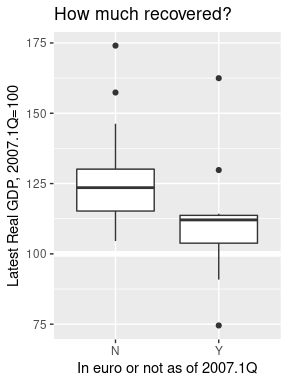 How much recovered?
Latest Real GDP, 2007.1Q=100
175
150
125
100
75
N Y
In euro or not as of 2007.1Q